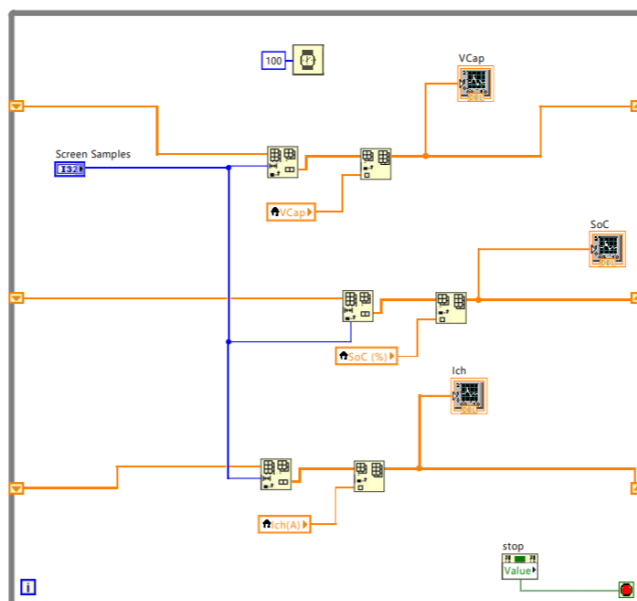 100
VCap
Screen Samples
I32
VCap
SoC
SoC (%)
Ich
Ich(A)
stop
Value
i